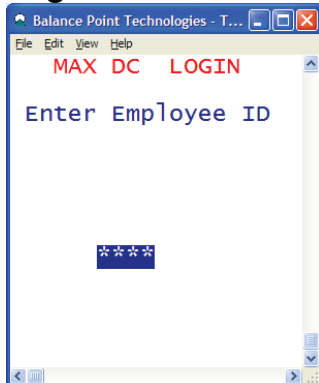 Balance Point Technologies - T...
File Edit View Help
MAX DC LOGIN
Enter Employee ID
****